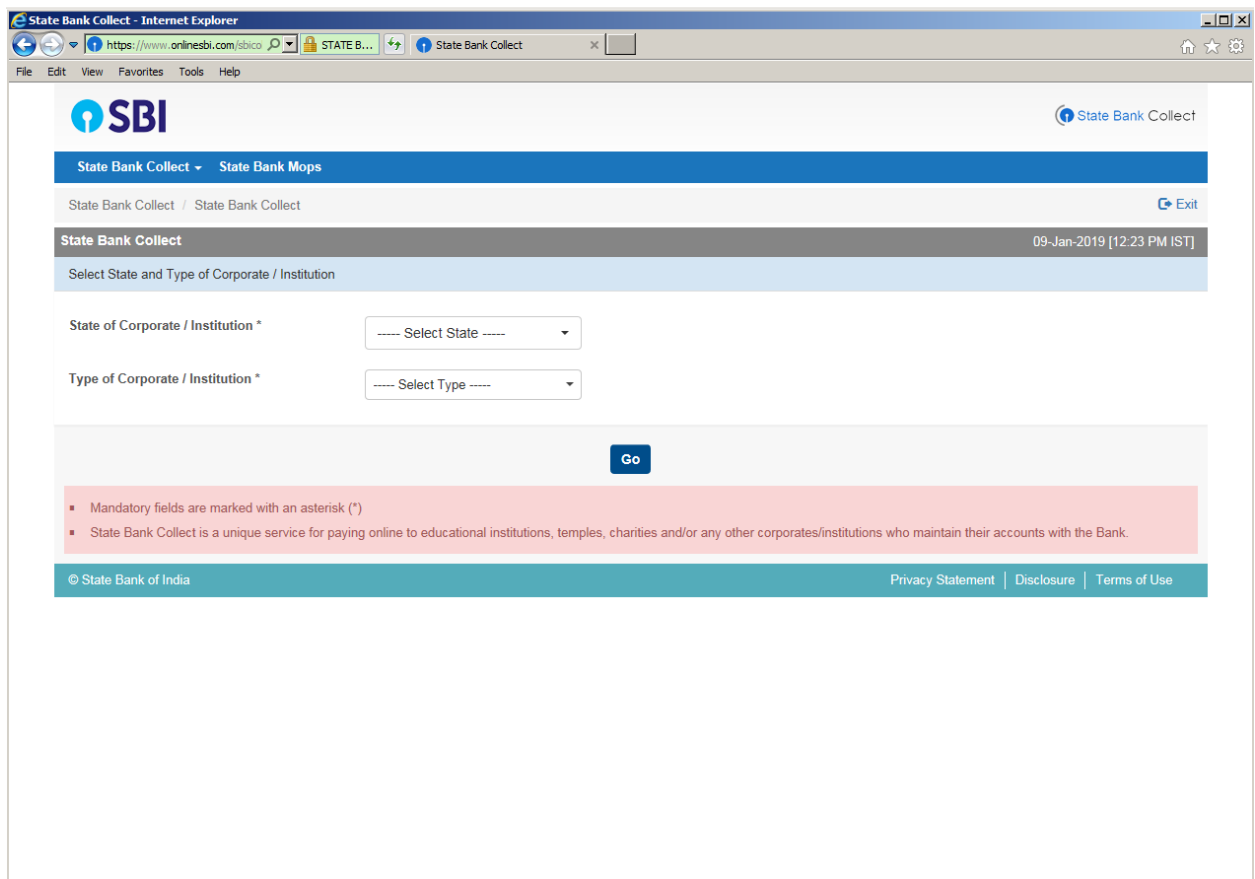 State Bank Collect - Internet Explorer
https://www.onlinesbi.com/sbico STATE B... State Bank Collect
File Edit View Favorites Tools Help
SBI
State Bank Collect
State Bank Collect State Bank Mops
State Bank Collect / State Bank Collect Exit
State Bank Collect 09-Jan-2019 [12:23 PM IST]
Select State and Type of Corporate / Institution
State of Corporate / Institution * ----- Select State -----
Type of Corporate / Institution * ----- Select Type -----
Go
Mandatory fields are marked with an asterisk (*)
State Bank Collect is a unique service for paying online to educational institutions, temples, charities and/or any other corporates/institutions who maintain their accounts with the Bank.
© State Bank of India Privacy Statement | Disclosure | Terms of Use